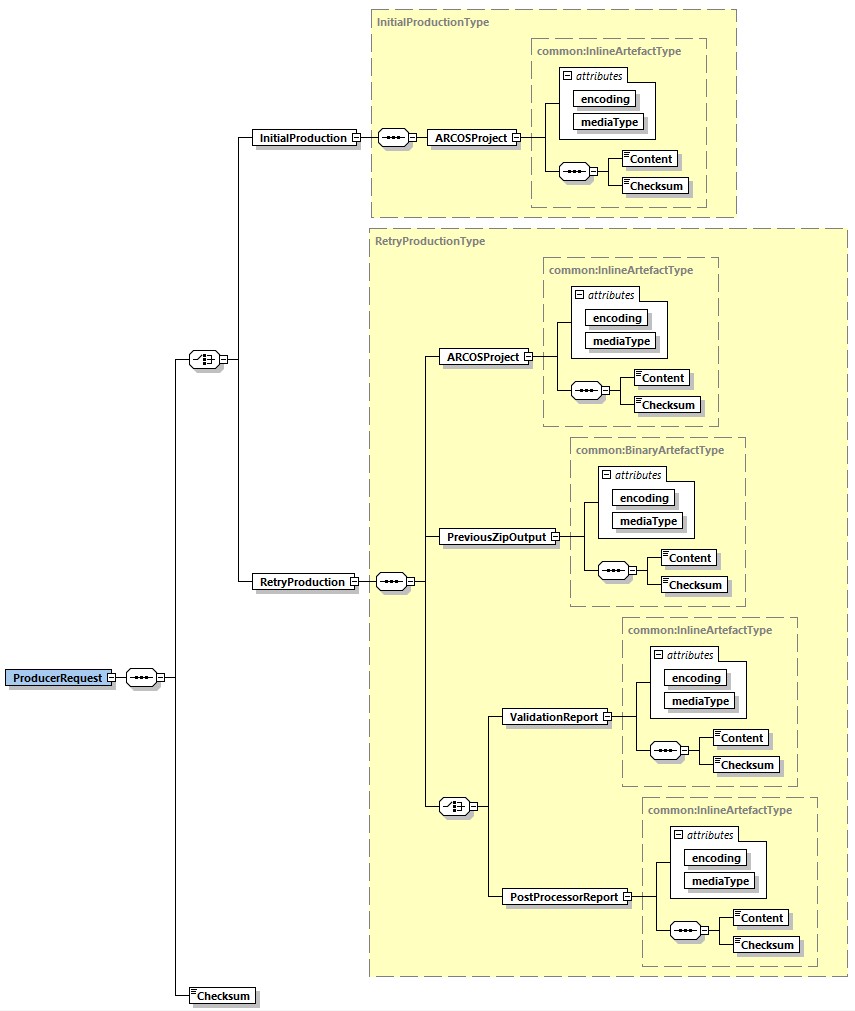 InitialProductionType
common:InlineArtefactType
attributes
encoding
mediaType
InitialProduction
ARCOSProject
Content
Checksum
RetryProductionType
common:InlineArtefactType
attributes
encoding
mediaType
ARCOSProject
Content
Checksum
common:BinaryArtefactType
attributes
encoding
mediaType
PreviousZipOutput
Content
Checksum
RetryProduction
common:InlineArtefactType
attributes
encoding
mediaType
ProducerRequest
ValidationReport
Content
Checksum
common:InlineArtefactType
attributes
encoding
mediaType
PostProcessorReport
Content
Checksum
Checksum